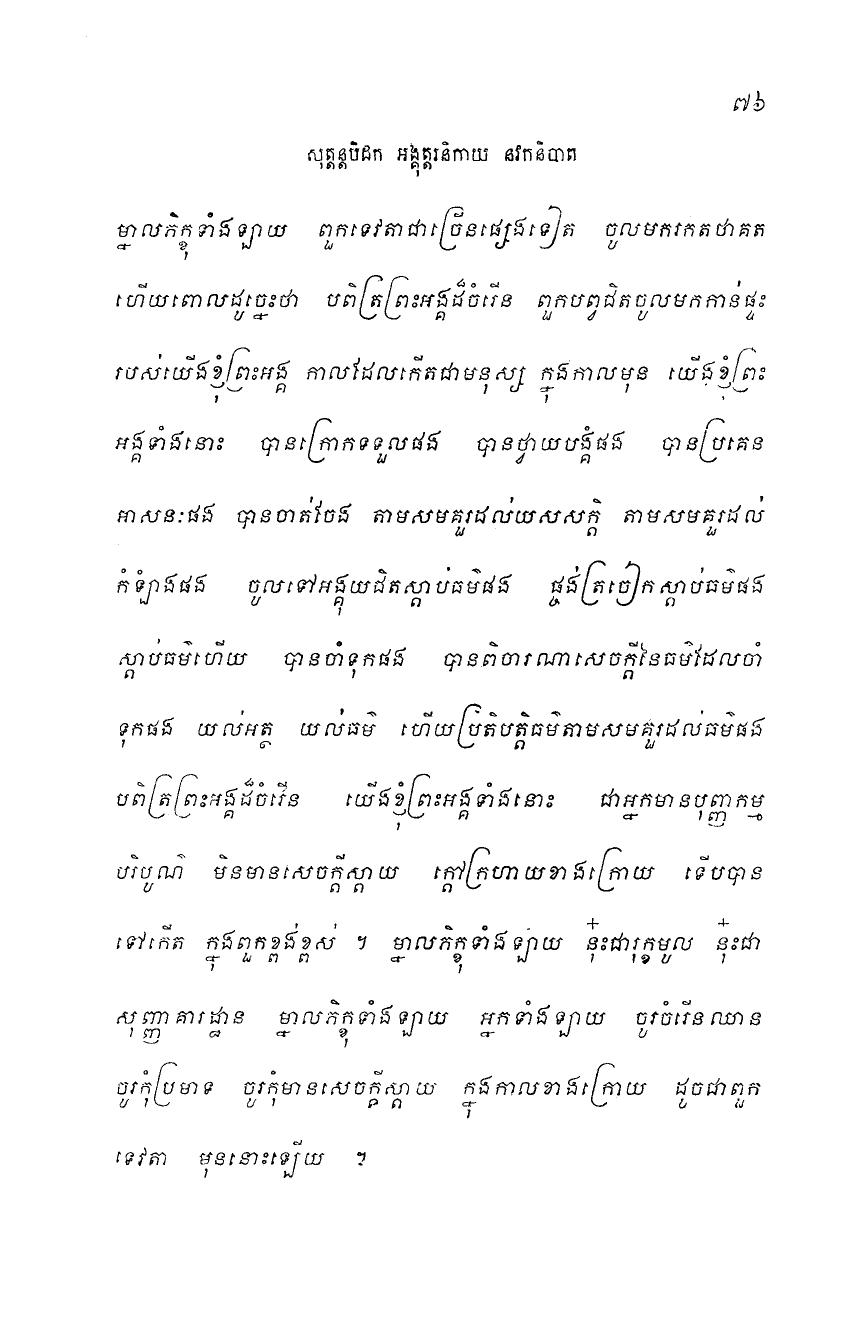 ៧៦
សុត្តន្តបិដក អង្គុត្តរនិកាយ នវកនិបាត
ម្នាលភិក្ខុទាំងឡាយ ពួកទេវតាជាច្រើនផ្សេងទៀត ចូលមករកតថាគត
ហើយពោលដូច្នេះថា បពិត្រព្រះអង្គដ៏ចំរើន ពួកបព្វជិតចូលមកកាន់ផ្ទះ
របស់យើងខ្ញុំព្រះអង្គ កាលដែលកើតជាមនុស្ស ក្នុងកាលមុន យើងខ្ញុំព្រះ
អង្គទាំងនោះ បានក្រោកទទួលផង បានថ្វាយបង្គំផង បានប្រគេន
អាសនៈផង បានចាត់ចែង តាមសមគួរដល់យសសក្តិ តាមសមគួរដល់
កំឡាំងផង ចូលទៅអង្គុយជិតស្តាប់ធម៌ផង ផ្ចង់ត្រចៀកស្តាប់ធម៌ផង
ស្តាប់ធម៌ហើយ បានចាំទុកផង បានពិចារណាសេចក្តីនៃធម៌ដែលចាំ
ទុកផង យល់អត្ថ យល់ធម៌ ហើយប្រតិបត្តិធម៌តាមសមគួរដល់ធម៌ផង
បពិត្រព្រះអង្គដ៏ចំរើន យើងខ្ញុំព្រះអង្គទាំងនោះ ជាអ្នកមានបុញ្ញកម្ម
បរិបូណ៌ មិនមានសេចក្តីស្តាយ ក្តៅក្រហាយខាងក្រោយ ទើបបាន
ទៅកើត ក្នុងពួកខ្ពង់ខ្ពស់ ។ ម្នាលភិក្ខុទាំងឡាយ នុ៎ះជារុក្ខមូល នុ៎ះជា
សុញ្ញាគារដ្ឋាន ម្នាលភិក្ខុទាំងឡាយ អ្នកទាំងឡាយ ចូរចំរើនឈាន
ចូរកុំប្រមាទ ចូរកុំមានសេចក្តីស្តាយ ក្នុងកាលខាងក្រោយ ដូចជាពួក
ទេវតា មុននោះឡើយ ។